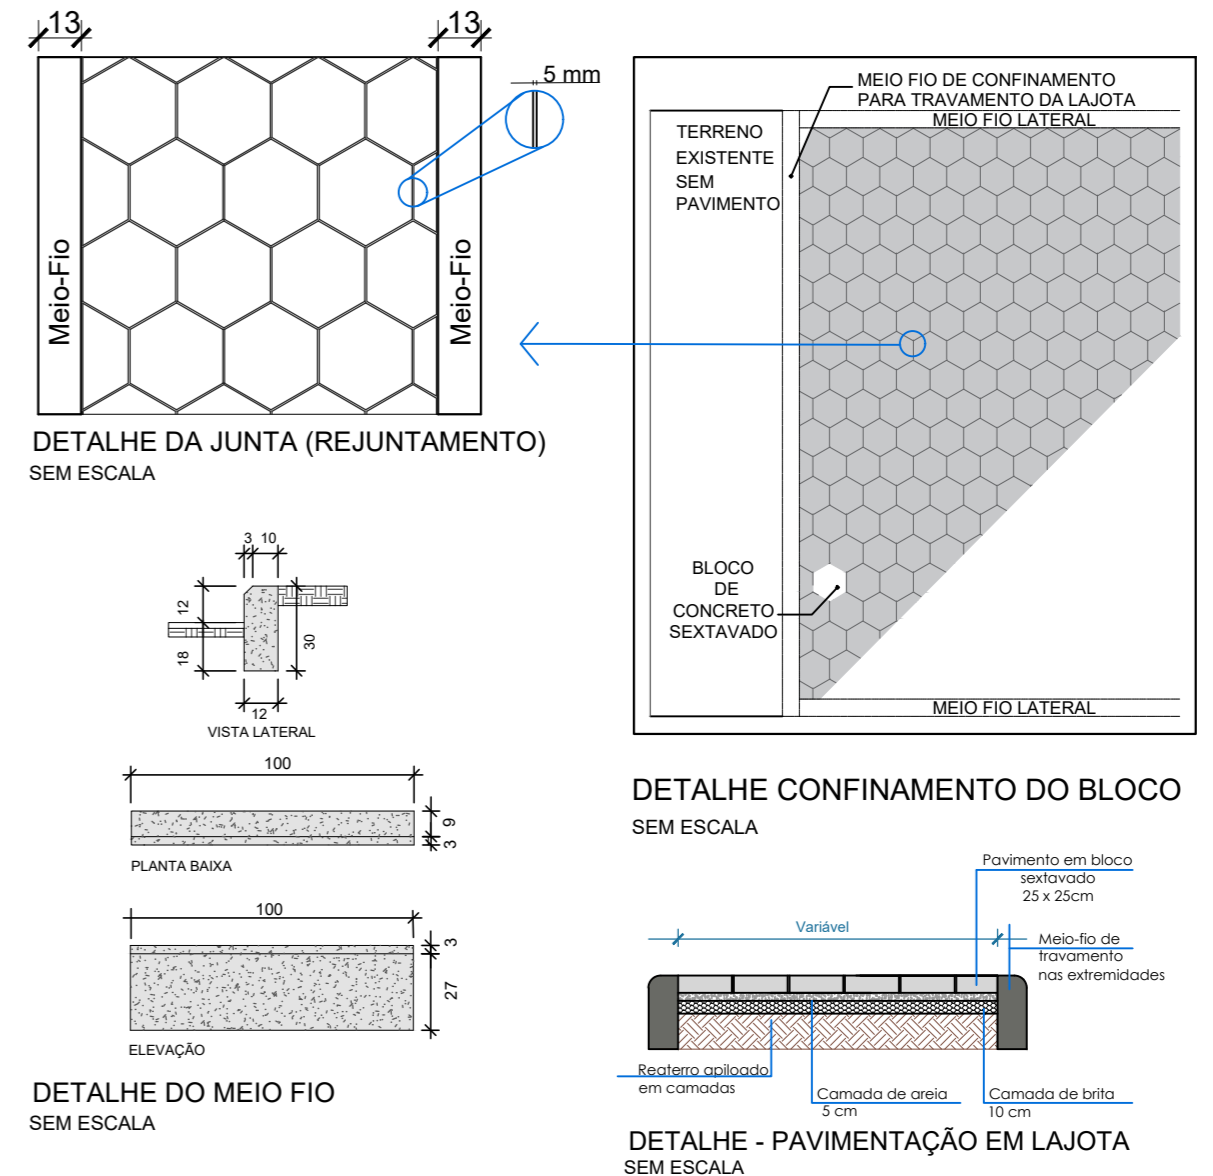 13
13
5 mm
Meio-Fio
Meio-Fio
DETALHE DA JUNTA (REJUNTAMENTO)
SEM ESCALA
MEIO FIO DE CONFINAMENTO
PARA TRAVAMENTO DA LAJOTA
MEIO FIO LATERAL
TERRENO
EXISTENTE
SEM
PAVIMENTO
BLOCO
DE
CONCRETO
SEXTAVADO
MEIO FIO LATERAL
DETALHE CONFINAMENTO DO BLOCO
SEM ESCALA
3 10
12
18
30
12
VISTA LATERAL
100
9
3
PLANTA BAIXA
100
3
27
ELEVAÇÃO
DETALHE DO MEIO FIO
SEM ESCALA
Pavimento em bloco
sextavado
25 x 25cm
Variável
Meio-fio de
travamento
nas extremidades
Reaterro apiloado
em camadas
Camada de areia
5 cm
Camada de brita
10 cm
DETALHE - PAVIMENTAÇÃO EM LAJOTA
SEM ESCALA